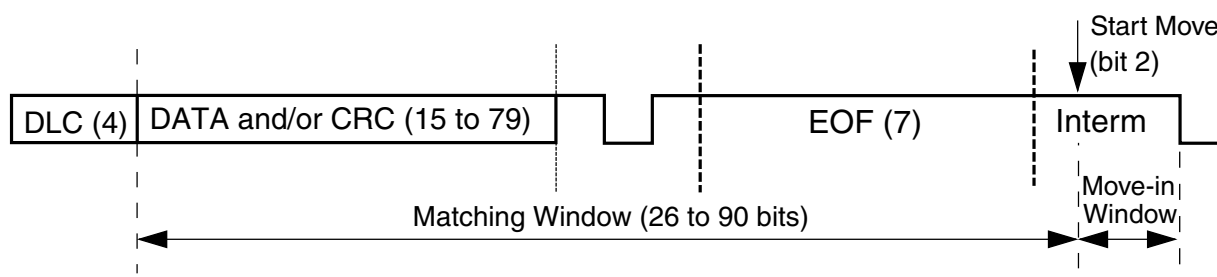 Start Move
(bit 2)
DLC (4)
DATA and/or CRC (15 to 79)
EOF (7)
Interm
Matching Window (26 to 90 bits)
Move-in
Window